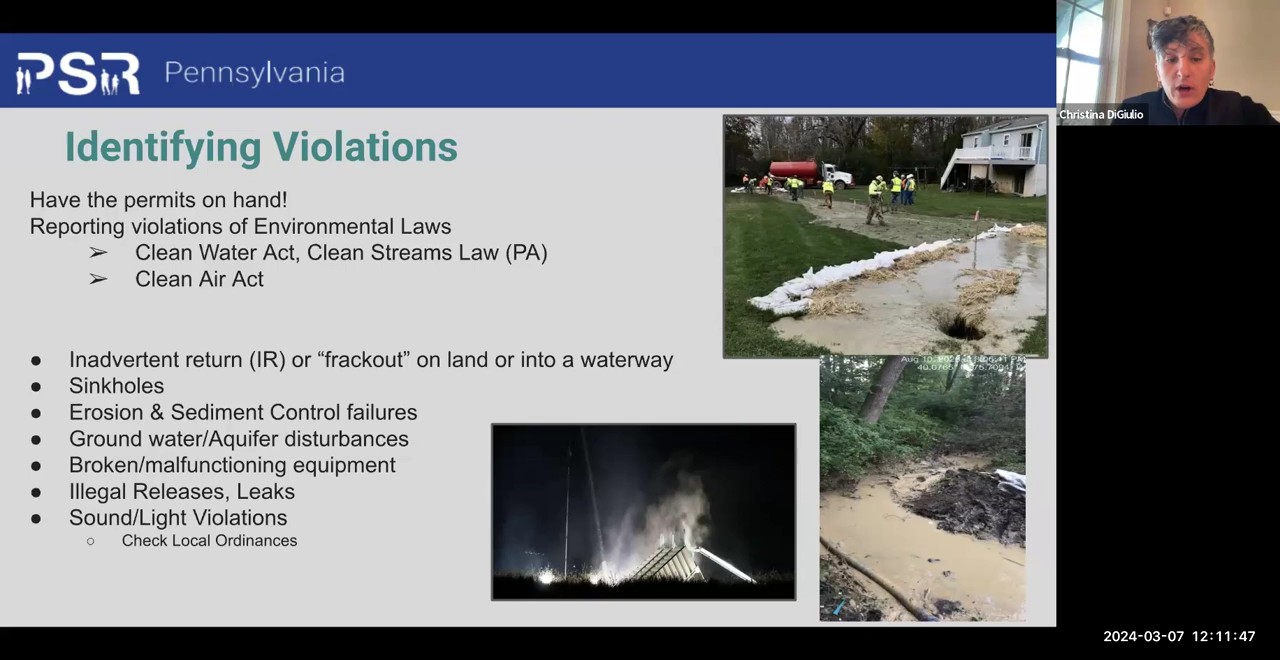 PSR Pennsylvania
Christina DiGiulio
Identifying Violations
Have the permits on hand!
Reporting violations of Environmental Laws
➢ Clean Water Act, Clean Streams Law (PA)
➢ Clean Air Act
● Inadvertent return (IR) or “frackout” on land or into a waterway
● Sinkholes
● Erosion & Sediment Control failures
● Ground water/Aquifer disturbances
● Broken/malfunctioning equipment
● Illegal Releases, Leaks
● Sound/Light Violations
○ Check Local Ordinances
2024-03-07 12:11:47